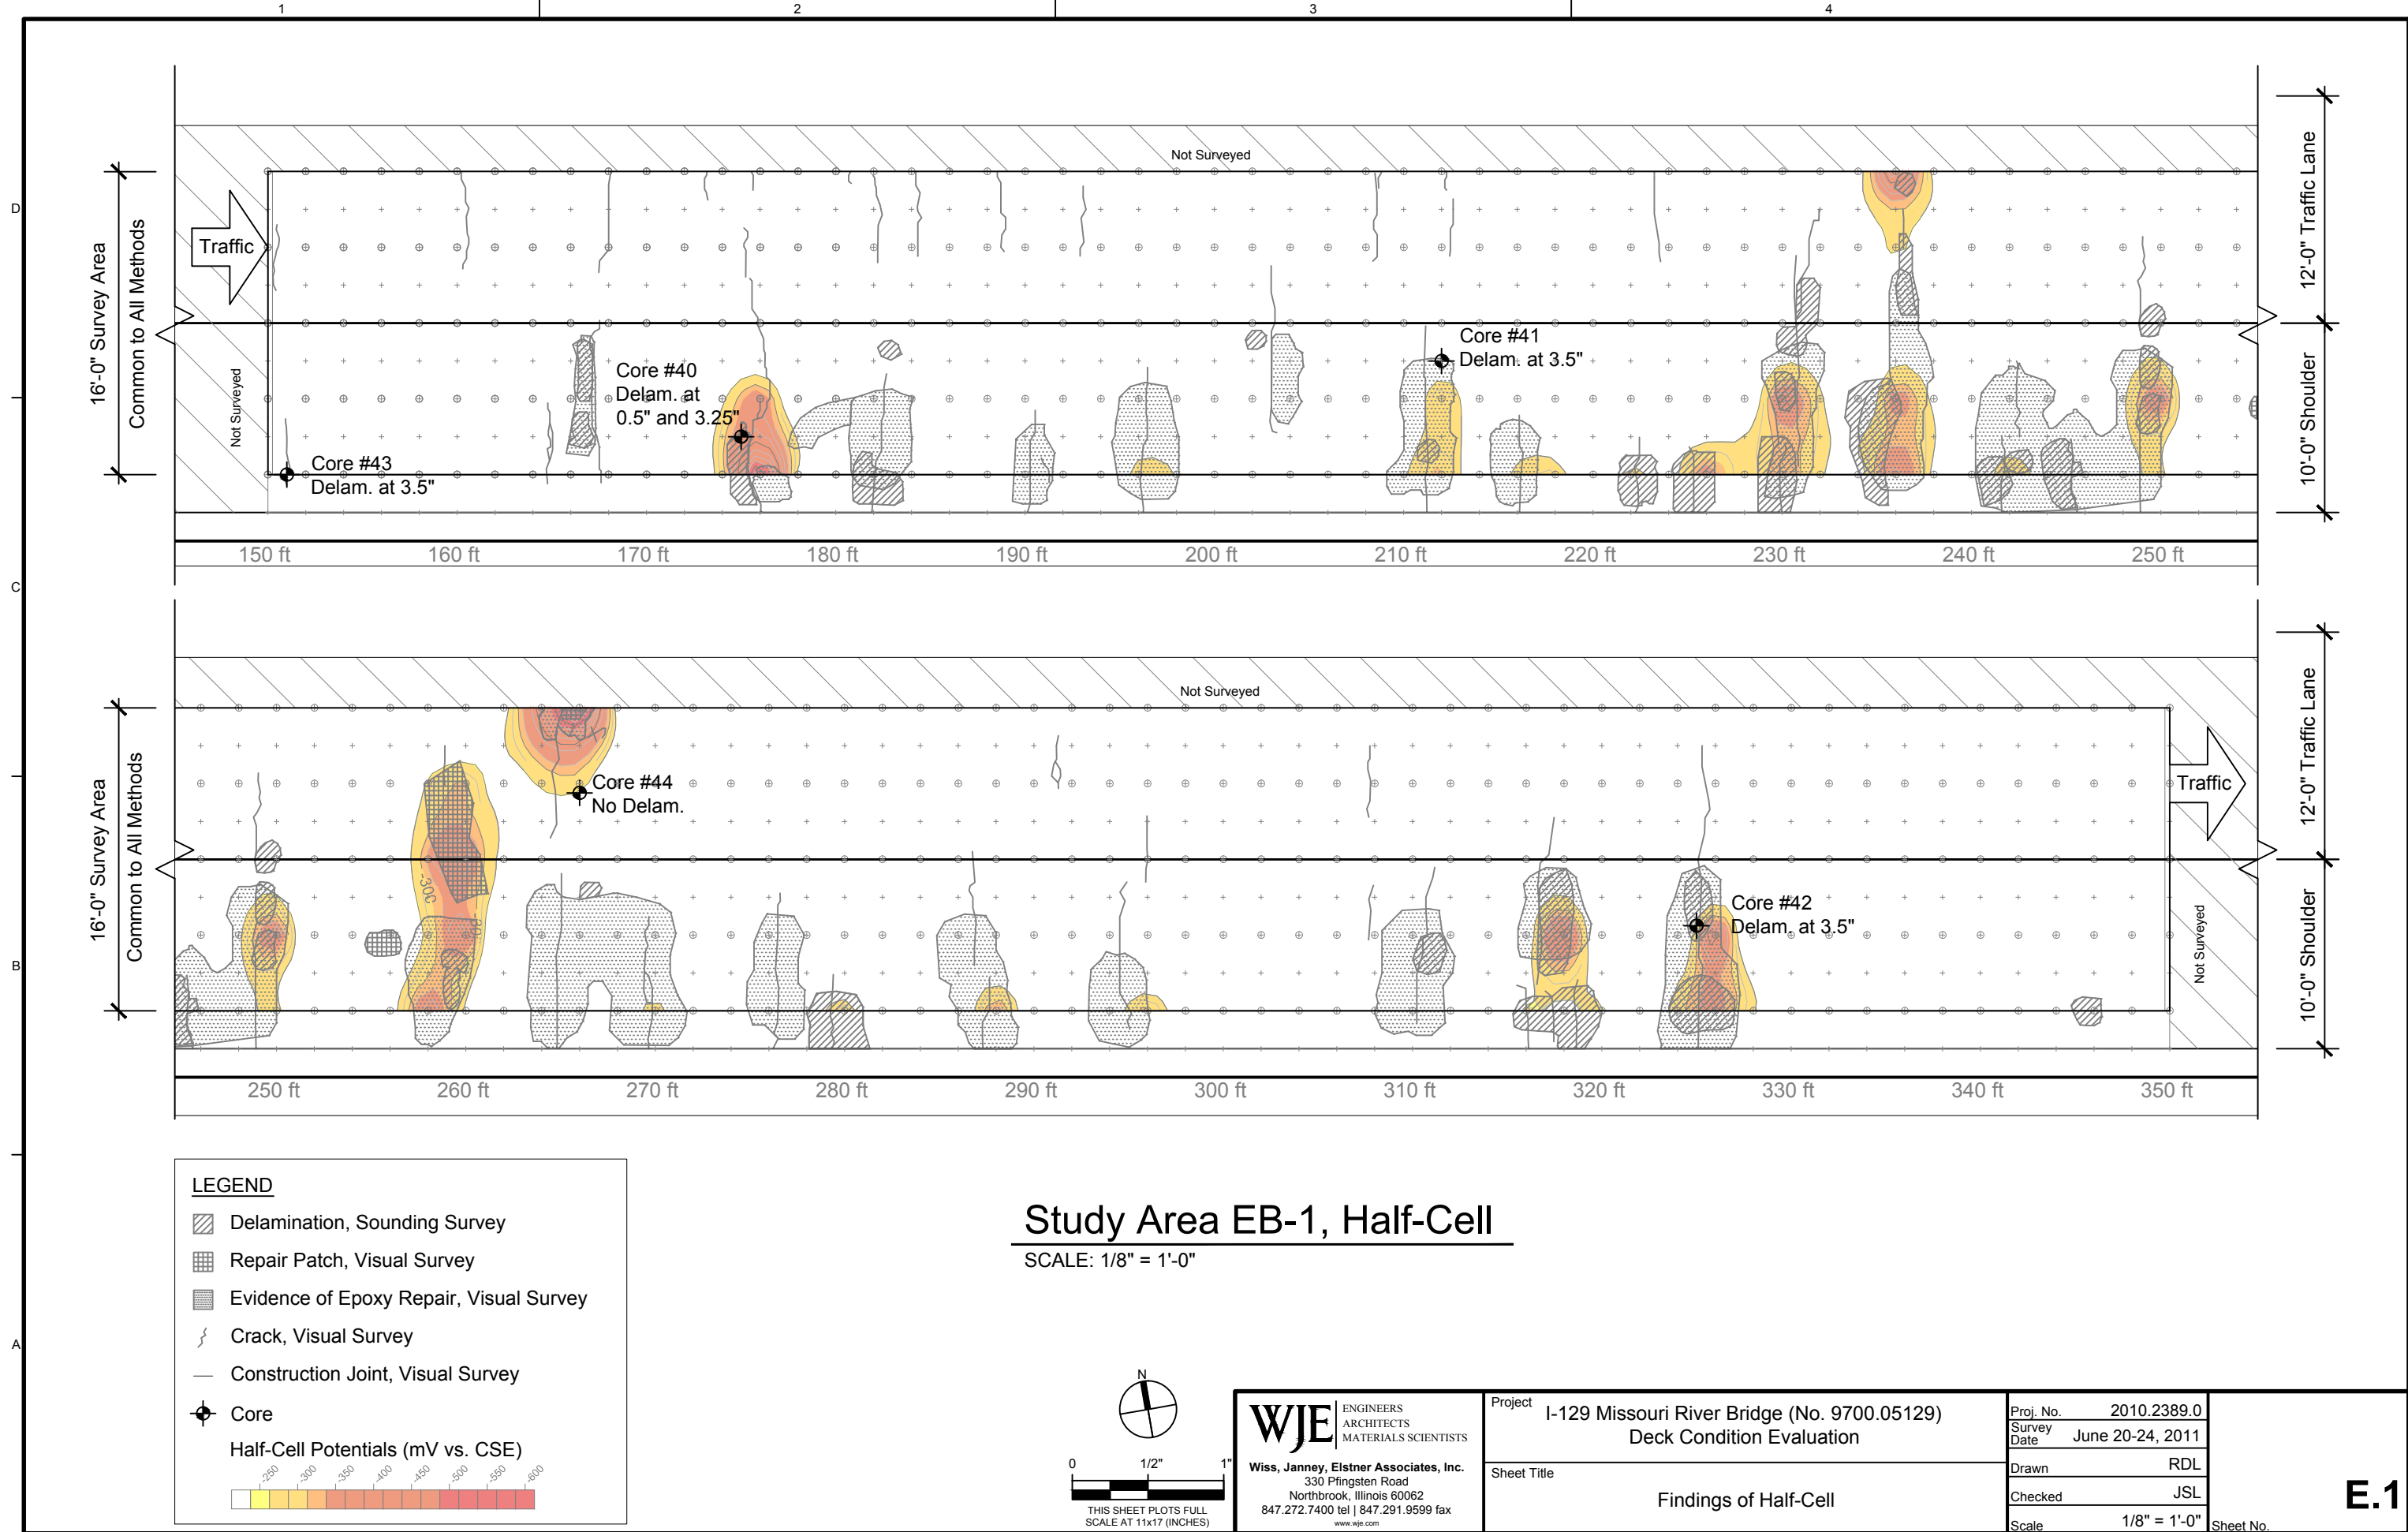 1 2 3 4
D
C
B
A
16'-0" Survey Area
Common to All Methods
Traffic
Not Surveyed
Not Surveyed
Core #43
Delam. at 3.5"
Core #40
Delam. at
0.5" and 3.25"
Core #41
Delam. at 3.5"
12'-0" Traffic Lane
10'-0" Shoulder
150 ft 160 ft 170 ft 180 ft 190 ft 200 ft 210 ft 220 ft 230 ft 240 ft 250 ft
16'-0" Survey Area
Common to All Methods
Not Surveyed
Core #44
No Delam.
-300
Core #42
Delam. at 3.5"
Traffic
Not Surveyed
12'-0" Traffic Lane
10'-0" Shoulder
250 ft 260 ft 270 ft 280 ft 290 ft 300 ft 310 ft 320 ft 330 ft 340 ft 350 ft
LEGEND
Delamination, Sounding Survey
Repair Patch, Visual Survey
Evidence of Epoxy Repair, Visual Survey
Crack, Visual Survey
Construction Joint, Visual Survey
Core
Half-Cell Potentials (mV vs. CSE)
-250 -300 -350 -400 -450 -500 -550 -600
Study Area EB-1, Half-Cell
SCALE: 1/8" = 1'-0"
N
0 1/2" 1"
THIS SHEET PLOTS FULL
SCALE AT 11x17 (INCHES)
WJE
ENGINEERS
ARCHITECTS
MATERIALS SCIENTISTS
Wiss, Janney, Elstner Associates, Inc.
330 Pfingsten Road
Northbrook, Illinois 60062
847.272.7400 tel | 847.291.9599 fax
www.wje.com
Project
I-129 Missouri River Bridge (No. 9700.05129)
Deck Condition Evaluation
Sheet Title
Findings of Half-Cell
Proj. No. 2010.2389.0
Survey
Date June 20-24, 2011
Drawn RDL
Checked JSL
Scale 1/8" = 1'-0"
Sheet No.
E.1